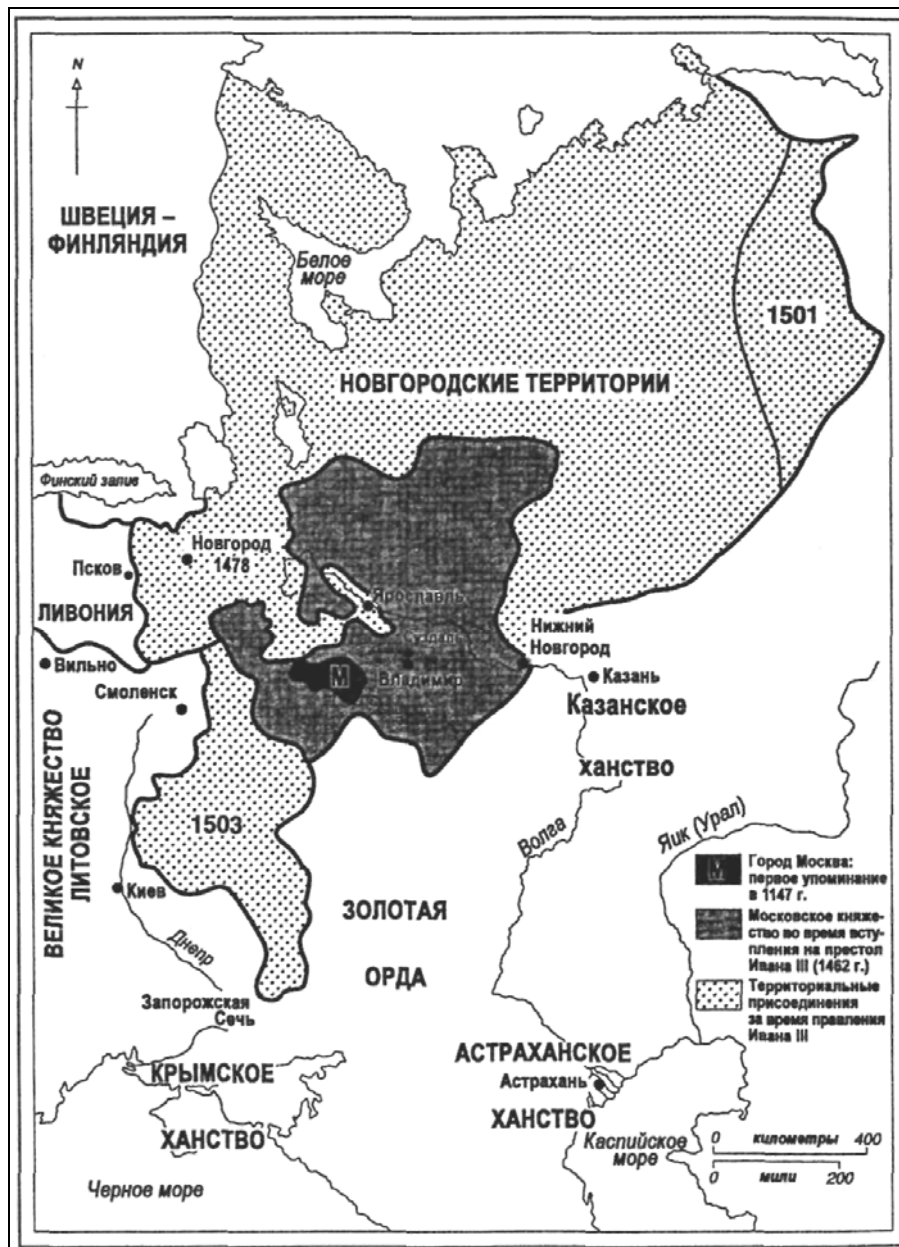 N
ШВЕЦИЯ –
ФИНЛЯНДИЯ
Белое
море
1501
НОВГОРОДСКИЕ ТЕРРИТОРИИ
Финский залив
Новгород
1478
Псков
Ярославль
ЛИВОНИЯ
Суздаль
Нижний
Новгород
Вильно
М
Владимир
Казань
Смоленск
Казанское
ханство
ВЕЛИКОЕ КНЯЖЕСТВО
ЛИТОВСКОЕ
1503
Волга
Яик (Урал)
Киев
ЗОЛОТАЯ
ОРДА
Днепр
Запорожская
Сечь
М
Город Москва:
первое упоминание
в 1147 г.
Московское княже-
ство во время всту-
пления на престол
Ивана III (1462 г.)
Территориальные
присоединения
за время правления
Ивана III
КРЫМСКОЕ
ХАНСТВО
АСТРАХАНСКОЕ
Астрахань
ХАНСТВО
Каспийское
море
Черное море
0 километры 400
0 мили 200